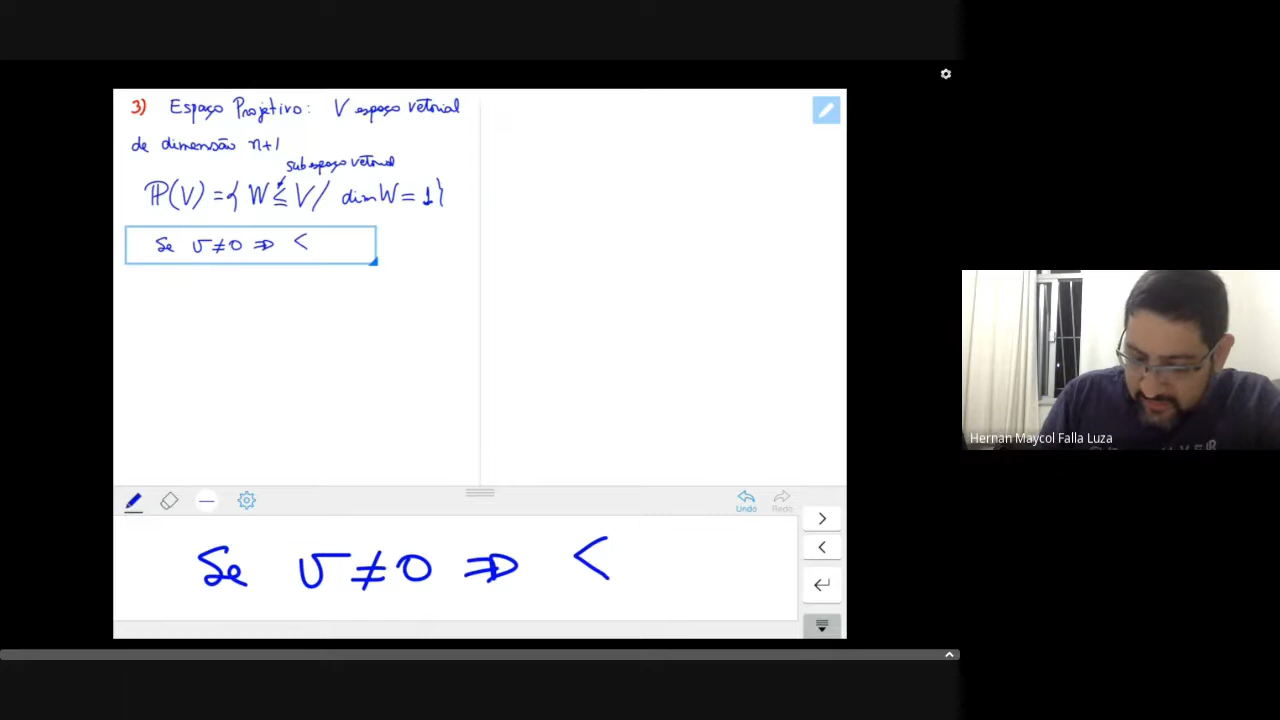 3) Espaço Projetivo: V espaço vetorial
de dimensão n+1
subespaço vetorial
ℙ(V) = { W ≤ V / dim W = 1 }
Se v ≠ 0 ⇒ <
Undo
Redo
Se v ≠ 0 ⇒ <
Hernan Maycol Falla Luza